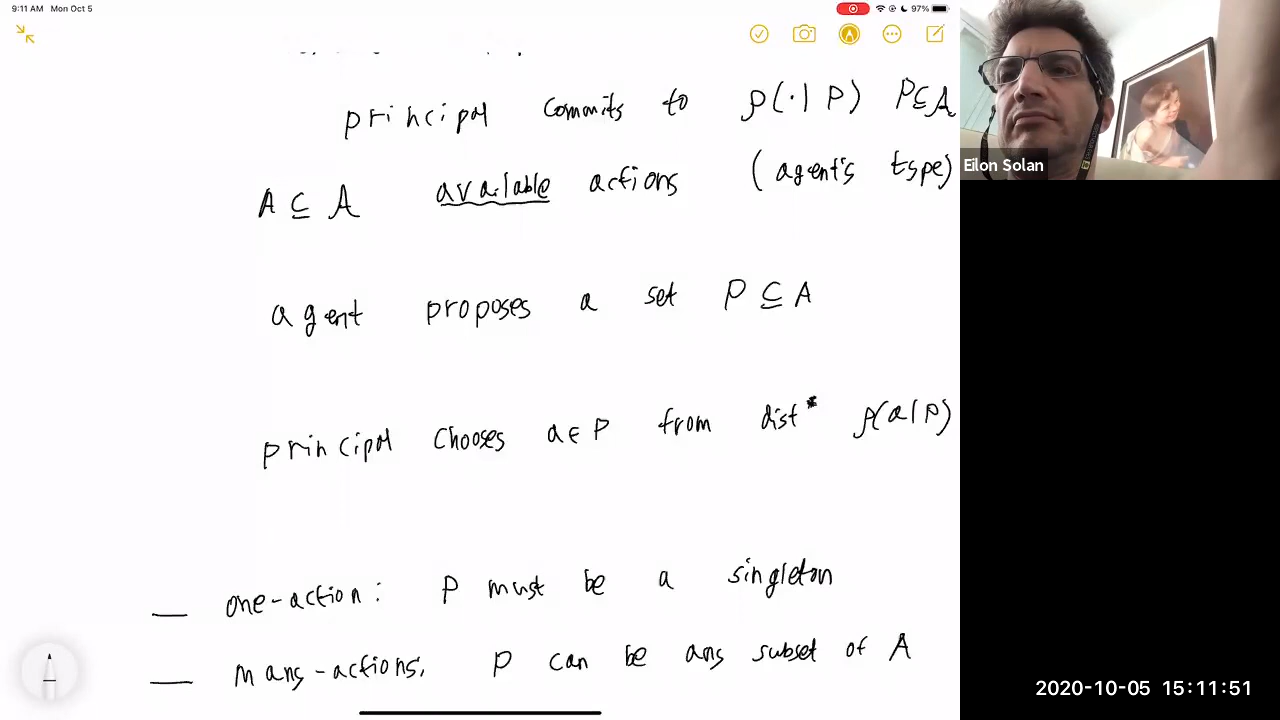 9:11 AM Mon Oct 5
97%
principal commits to ρ(·|P) P⊆𝒜
A ⊆ 𝒜 available actions (agent's type)
agent proposes a set P ⊆ A
principal chooses a∈P from dist ρ(a|P)
— one-action: P must be a singleton
— many-actions: P can be any subset of A
Eilon Solan
2020-10-05 15:11:51